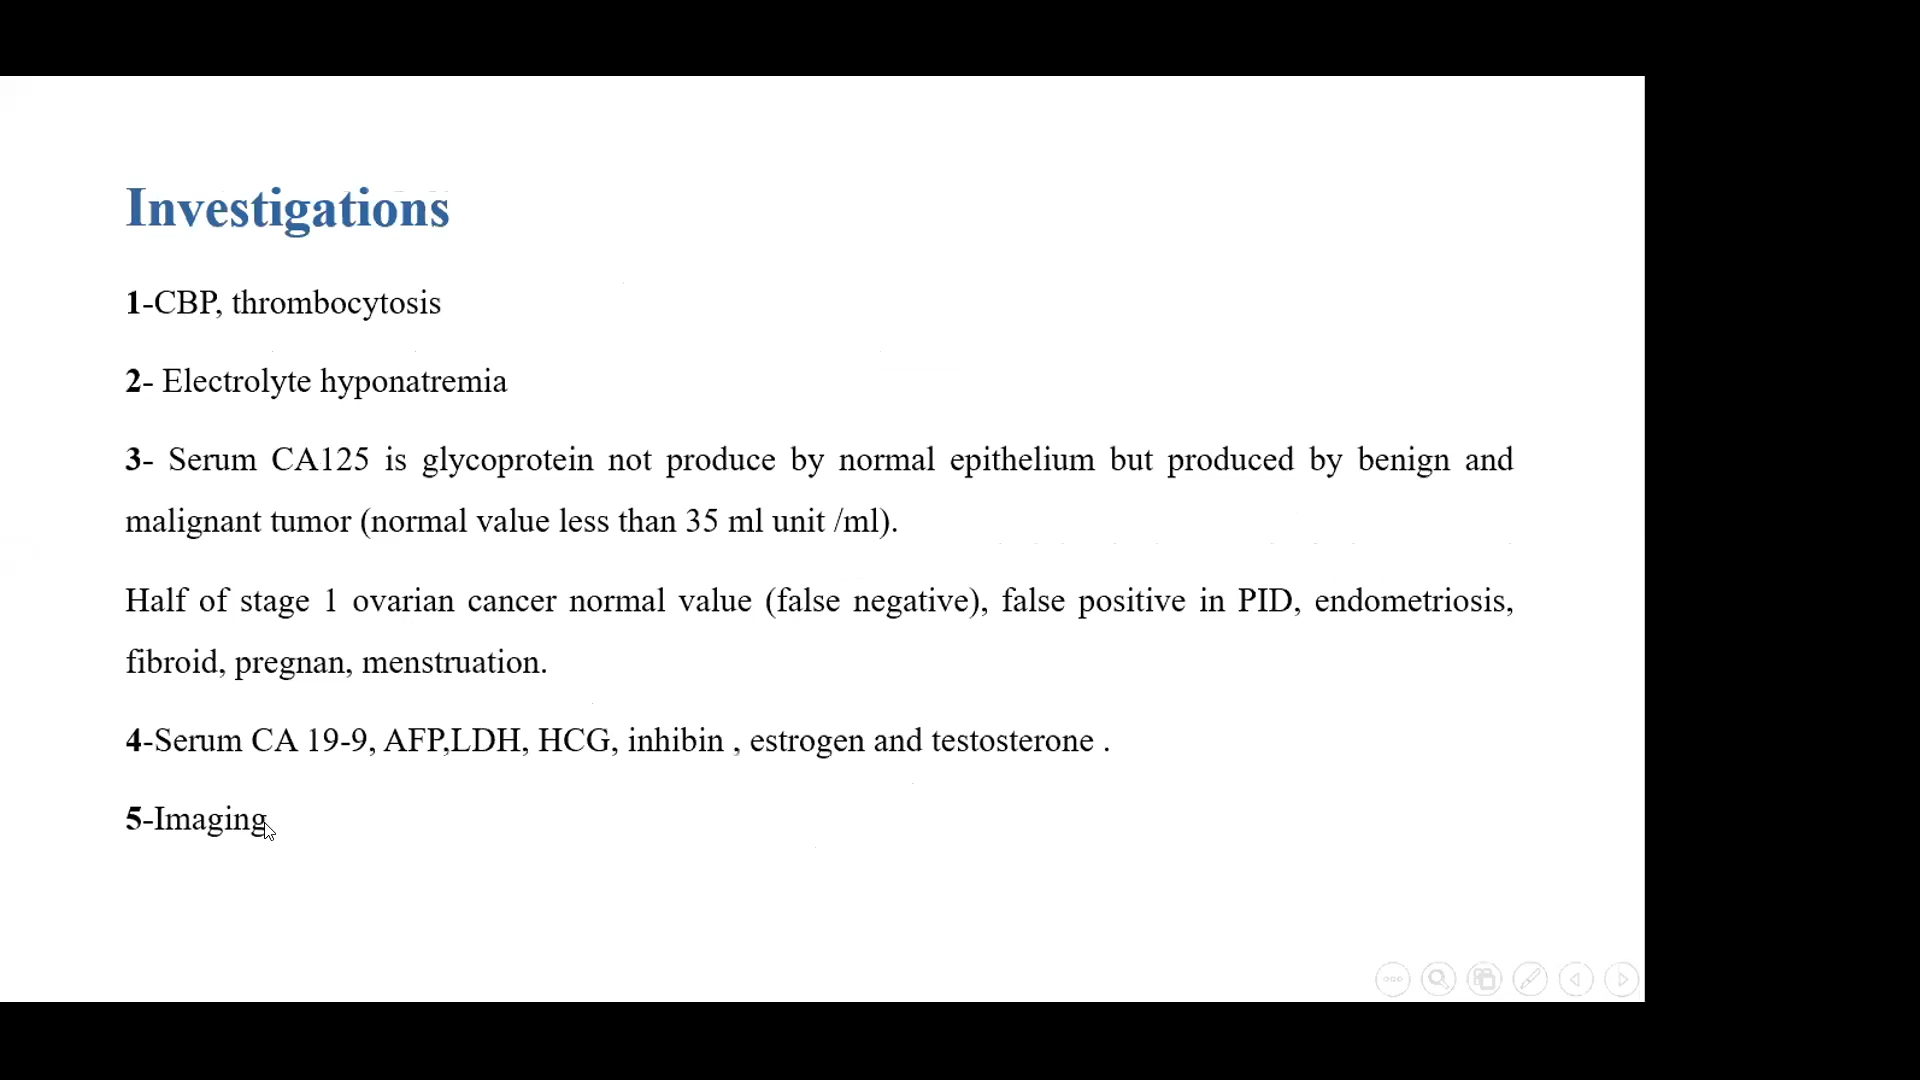 Investigations
1-CBP, thrombocytosis
2- Electrolyte hyponatremia
3- Serum CA125 is glycoprotein not produce by normal epithelium but produced by benign and
malignant tumor (normal value less than 35 ml unit /ml).
Half of stage 1 ovarian cancer normal value (false negative), false positive in PID, endometriosis,
fibroid, pregnan, menstruation.
4-Serum CA 19-9, AFP,LDH, HCG, inhibin , estrogen and testosterone .
5-Imaging